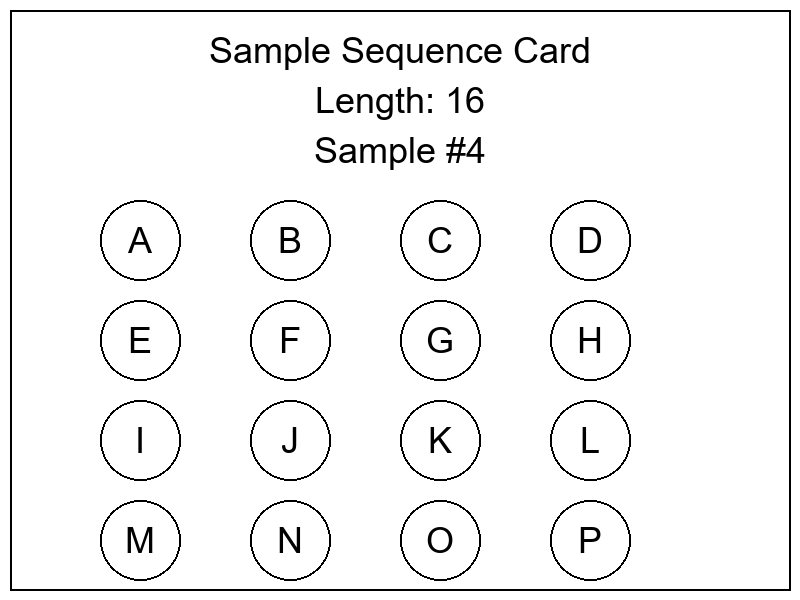 Sample Sequence Card
Length: 16
Sample #4
A B C D
E F G H
I J K L
M N O P